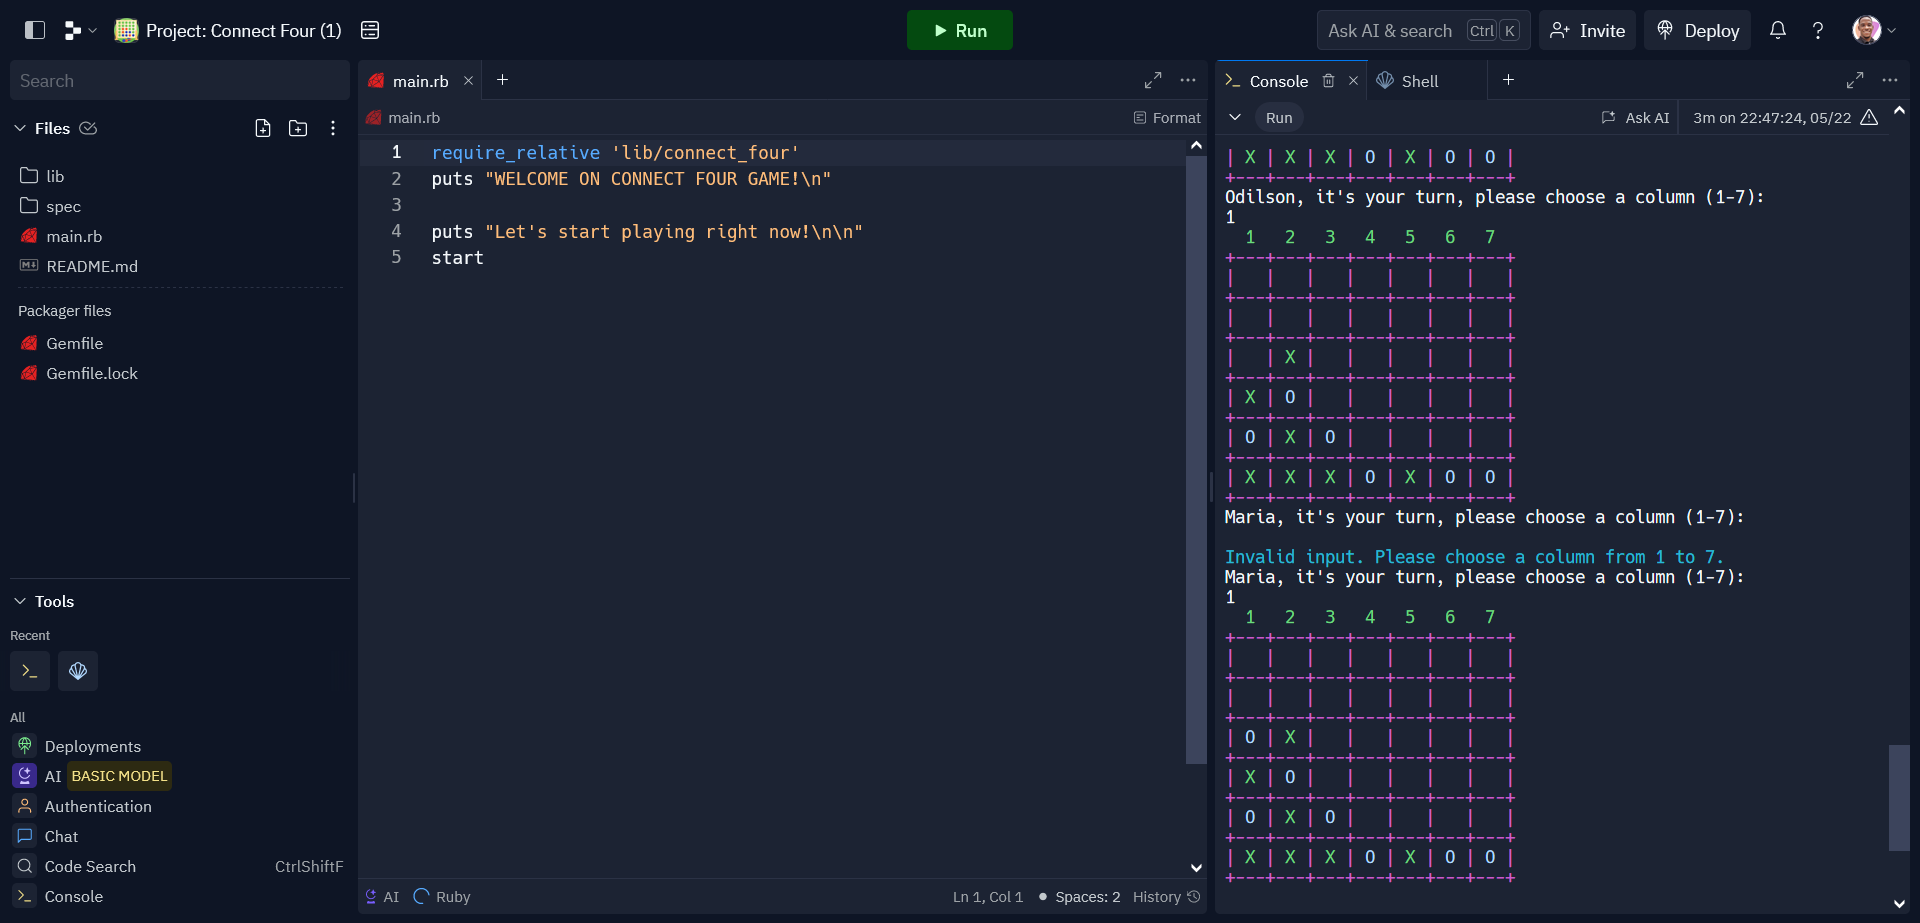 Project: Connect Four (1)
Run
Ask AI & search Ctrl K
Invite
Deploy
Search
Files
lib
spec
main.rb
README.md
Packager files
Gemfile
Gemfile.lock
Tools
Recent
All
Deployments
AI BASIC MODEL
Authentication
Chat
Code Search CtrlShiftF
Console
main.rb
main.rb
Format
1 require_relative 'lib/connect_four'
2 puts "WELCOME ON CONNECT FOUR GAME!\n"
3
4 puts "Let's start playing right now!\n\n"
5 start
AI Ruby Ln 1, Col 1 Spaces: 2 History
Console Shell
Run Ask AI 3m on 22:47:24, 05/22
| X | X | X | O | X | O | O |
+---+---+---+---+---+---+---+
Odilson, it's your turn, please choose a column (1-7):
1
1 2 3 4 5 6 7
+---+---+---+---+---+---+---+
|   |   |   |   |   |   |   |
+---+---+---+---+---+---+---+
|   |   |   |   |   |   |   |
+---+---+---+---+---+---+---+
|   | X |   |   |   |   |   |
+---+---+---+---+---+---+---+
| X | O |   |   |   |   |   |
+---+---+---+---+---+---+---+
| O | X | O |   |   |   |   |
+---+---+---+---+---+---+---+
| X | X | X | O | X | O | O |
+---+---+---+---+---+---+---+
Maria, it's your turn, please choose a column (1-7):
Invalid input. Please choose a column from 1 to 7.
Maria, it's your turn, please choose a column (1-7):
1
1 2 3 4 5 6 7
+---+---+---+---+---+---+---+
|   |   |   |   |   |   |   |
+---+---+---+---+---+---+---+
|   |   |   |   |   |   |   |
+---+---+---+---+---+---+---+
| O | X |   |   |   |   |   |
+---+---+---+---+---+---+---+
| X | O |   |   |   |   |   |
+---+---+---+---+---+---+---+
| O | X | O |   |   |   |   |
+---+---+---+---+---+---+---+
| X | X | X | O | X | O | O |
+---+---+---+---+---+---+---+